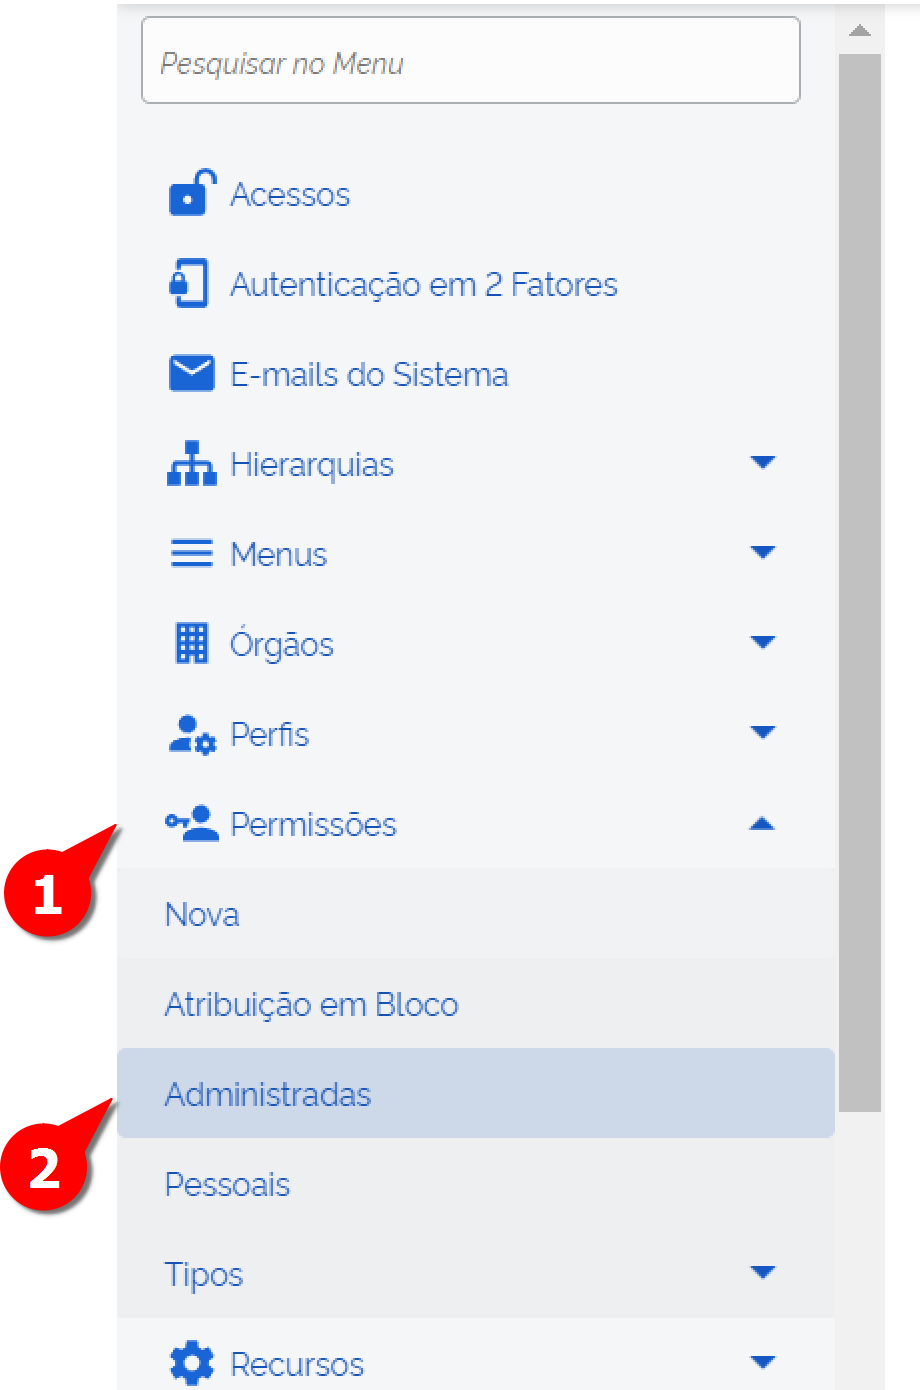 Pesquisar no Menu
Acessos
Autenticação em 2 Fatores
E-mails do Sistema
Hierarquias
Menus
Órgãos
Perfis
Permissões
1
Nova
Atribuição em Bloco
Administradas
2
Pessoais
Tipos
Recursos